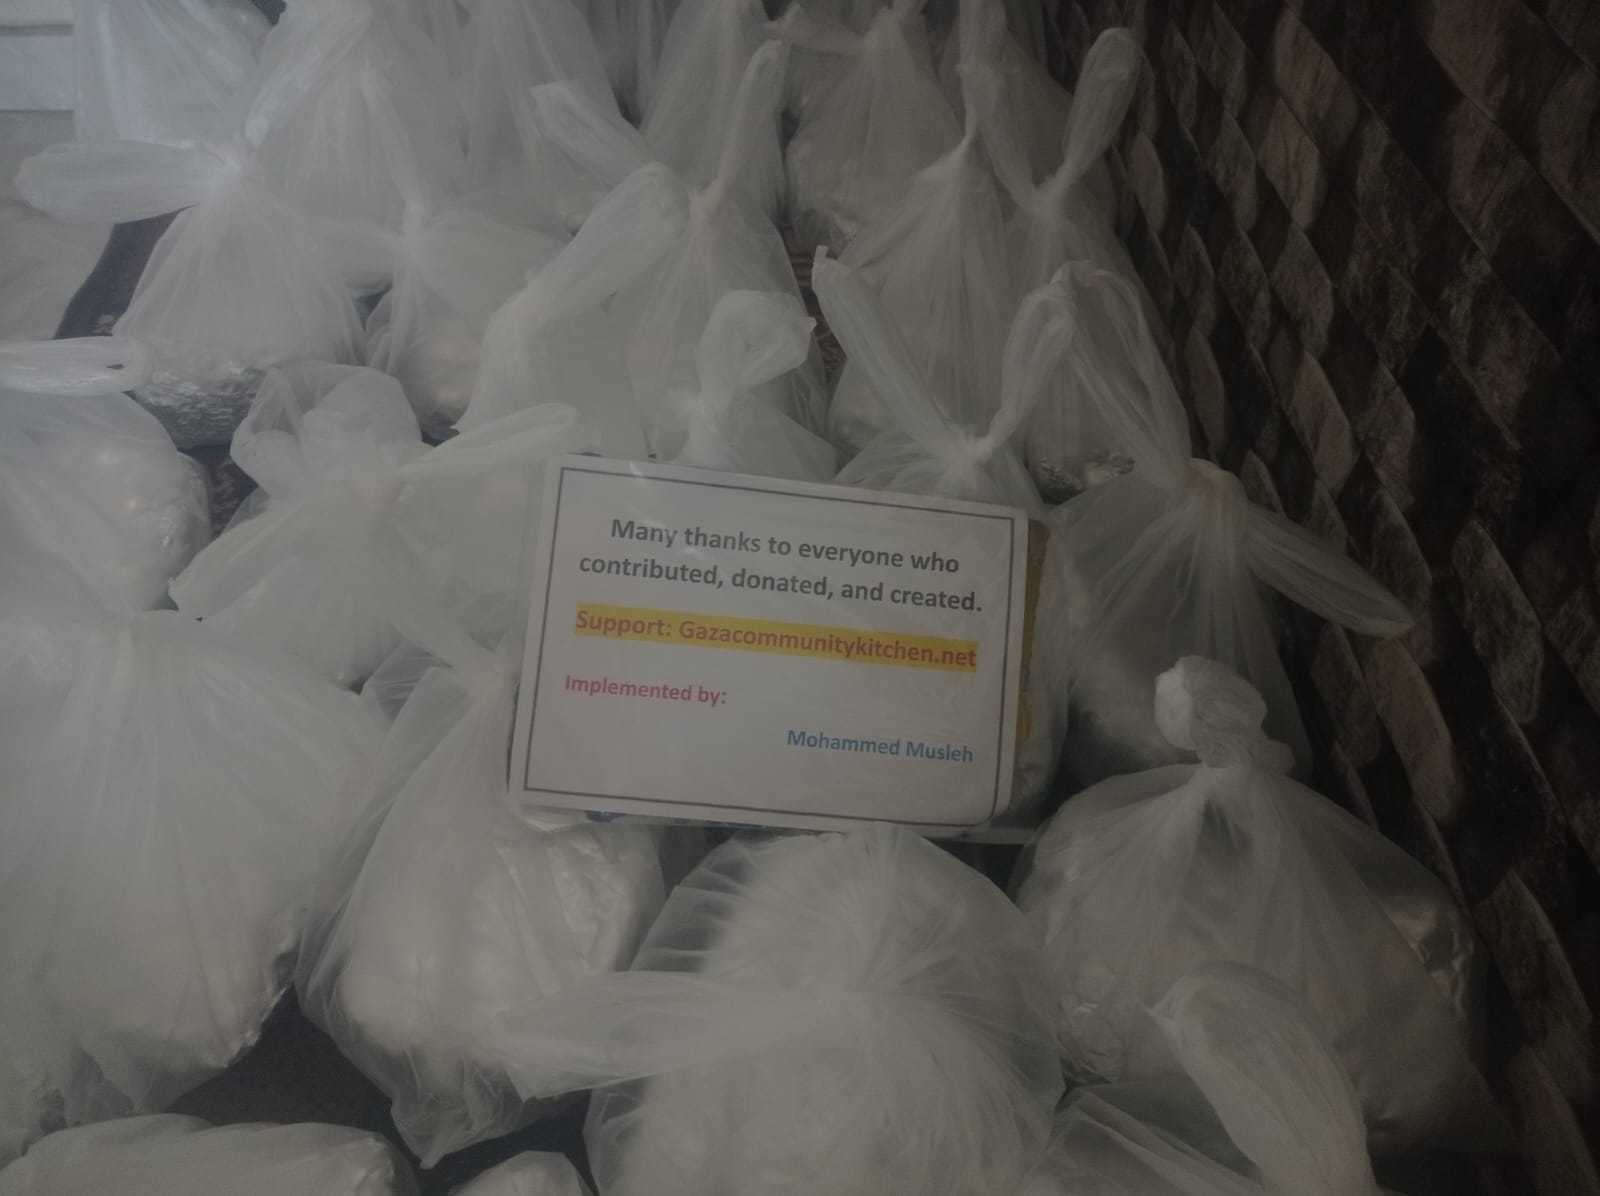 Many thanks to everyone who
contributed, donated, and created.
Support: Gazacommunitykitchen.net
Implemented by:
Mohammed Musleh